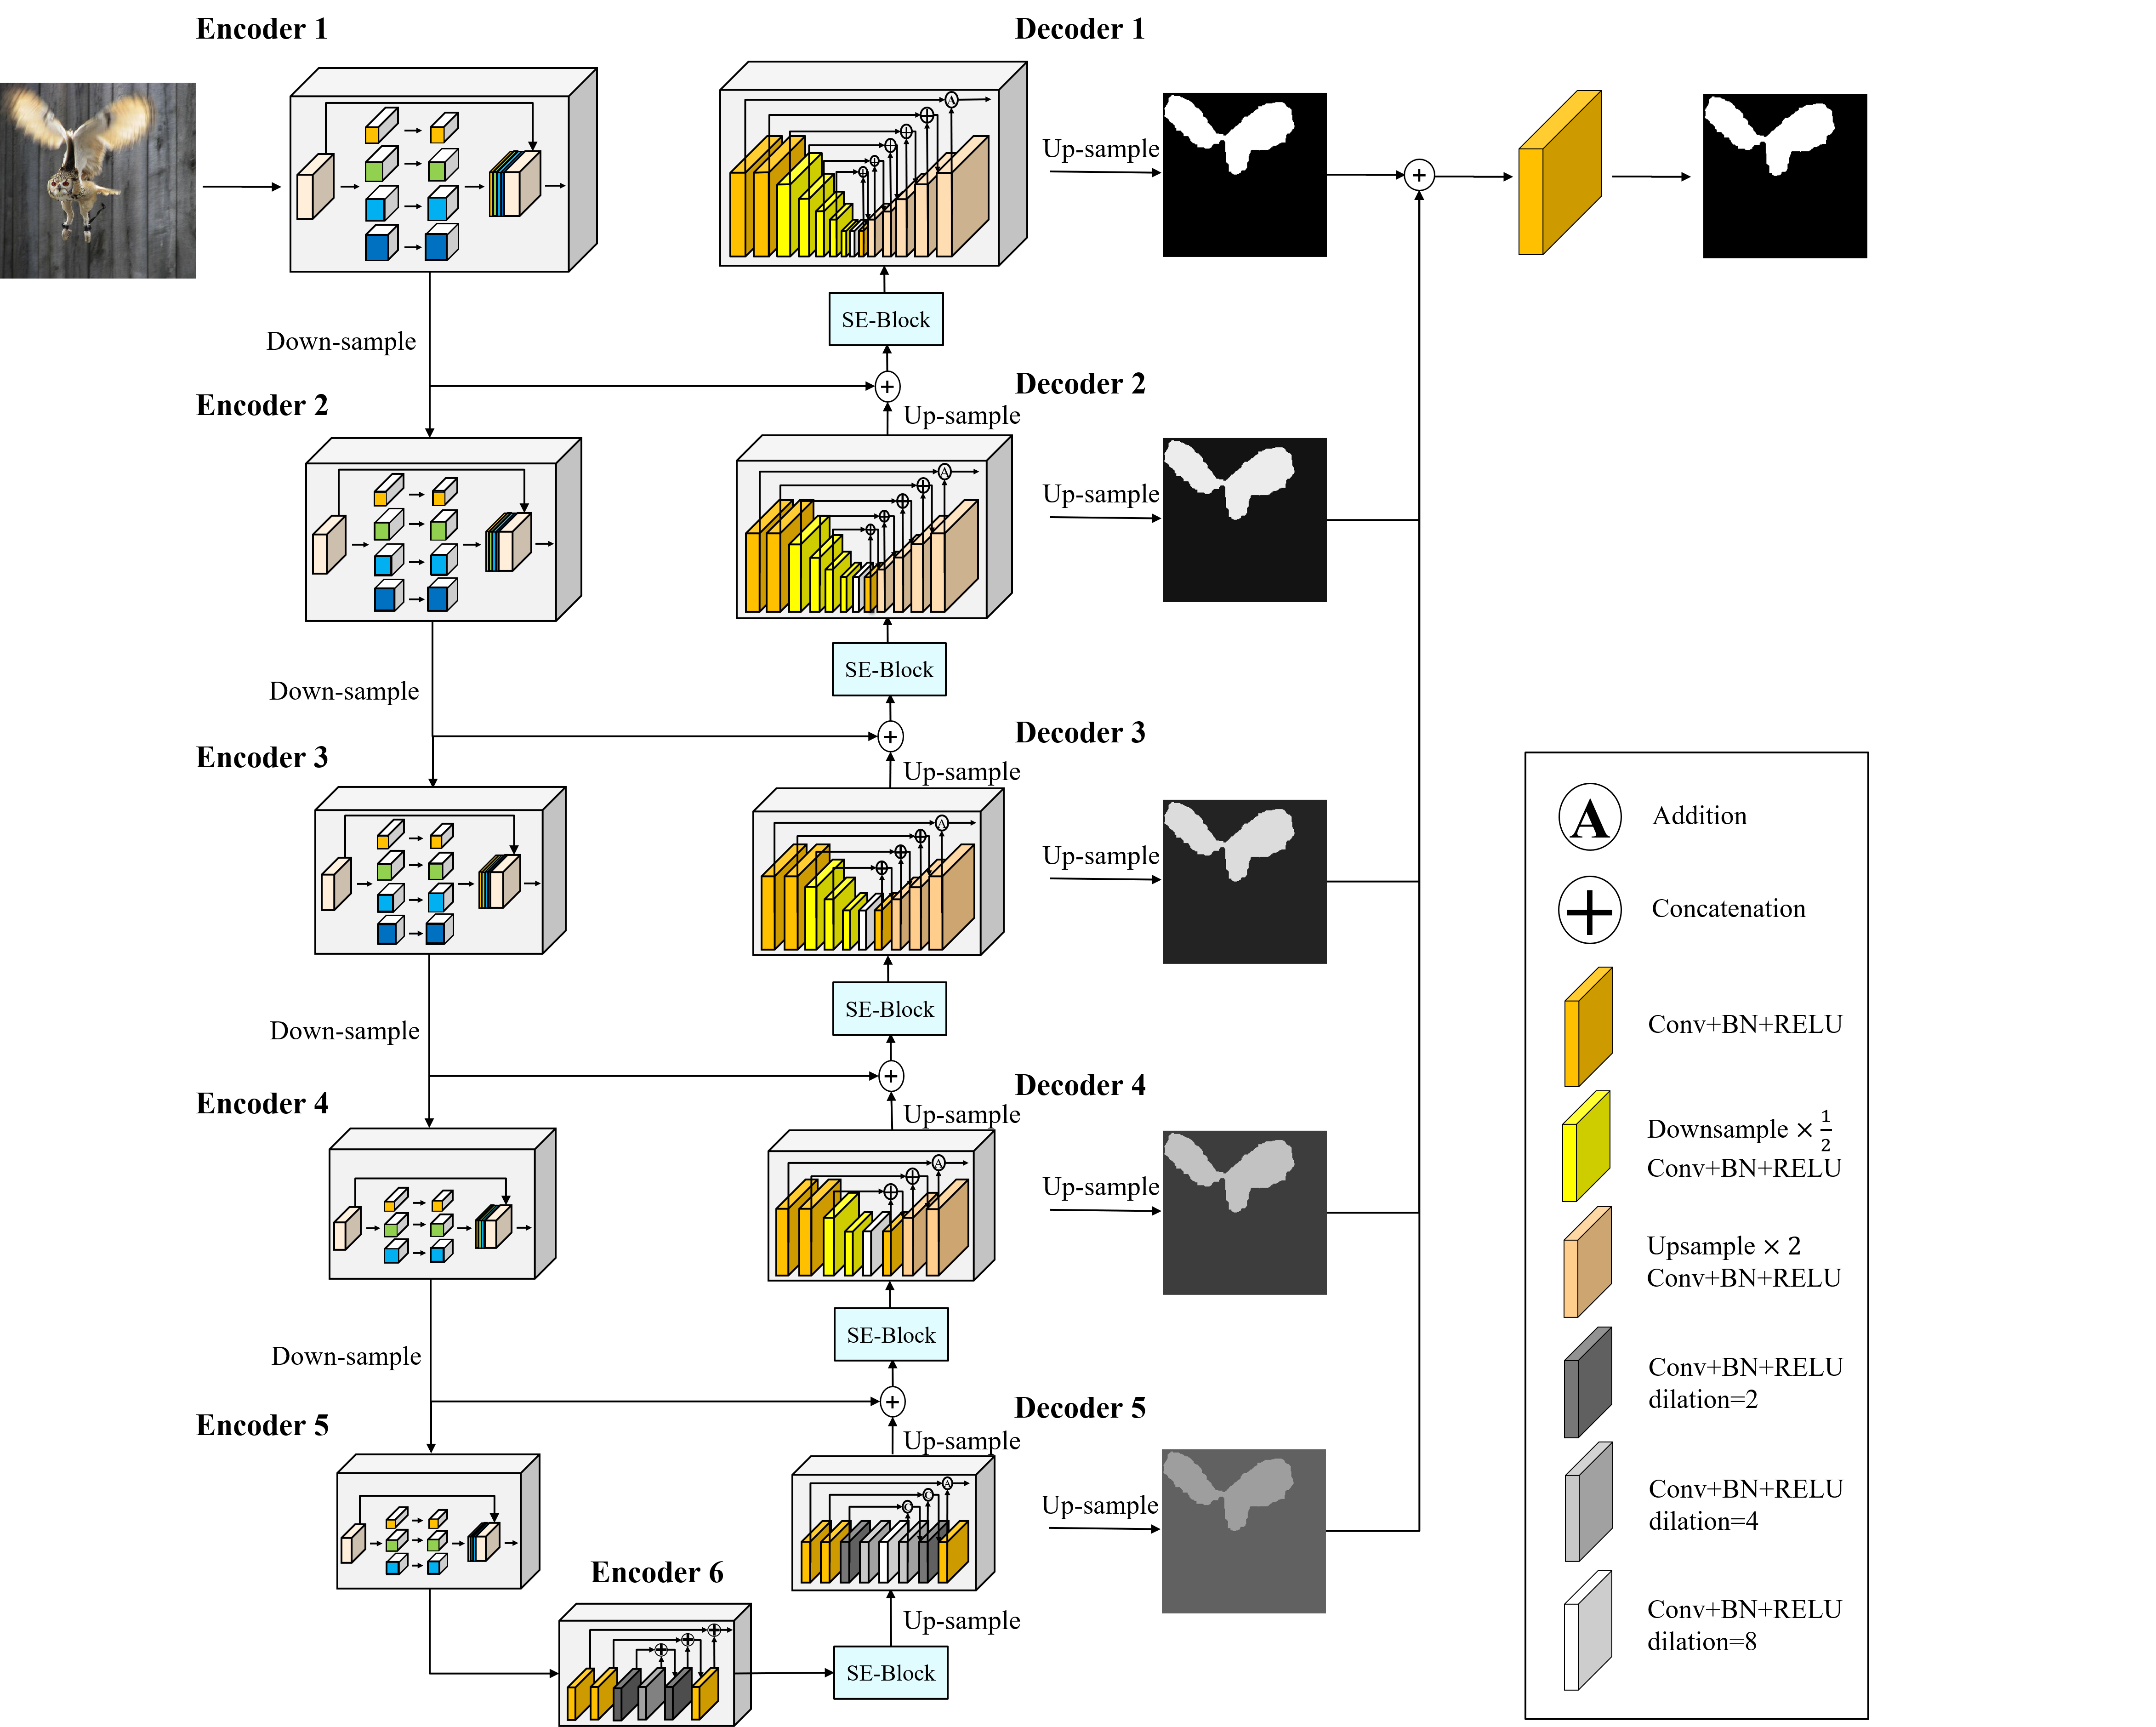 Encoder 1
Decoder 1
A
Up-sample
+
SE-Block
Down-sample
+
Encoder 2
Decoder 2
Up-sample
A
Up-sample
SE-Block
Down-sample
+
Encoder 3
Decoder 3
Up-sample
A
Up-sample
SE-Block
Down-sample
+
Encoder 4
Decoder 4
Up-sample
A
Up-sample
SE-Block
Down-sample
+
Encoder 5
Decoder 5
Up-sample
A
C
C
Up-sample
Encoder 6
Up-sample
SE-Block
A Addition
+ Concatenation
Conv+BN+RELU
Downsample × 1/2
Conv+BN+RELU
Upsample × 2
Conv+BN+RELU
Conv+BN+RELU
dilation=2
Conv+BN+RELU
dilation=4
Conv+BN+RELU
dilation=8